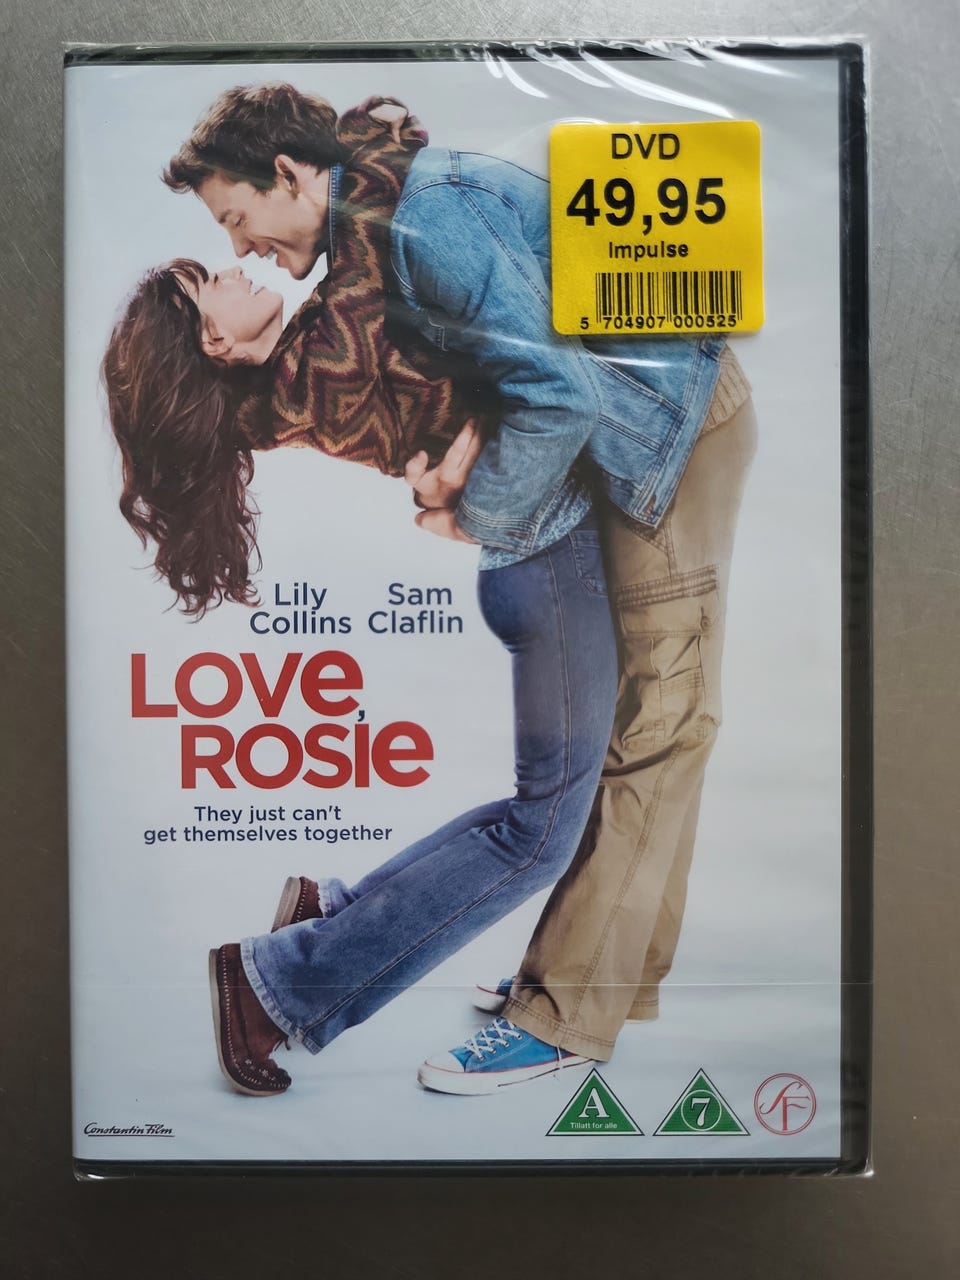 DVD
49,95
Impulse
5 704907 000525
Lily Collins
Sam Claflin
LOVe,
ROSIe
They just can't
get themselves together
Constantin Film
A
Tillatt for alle
7
SF